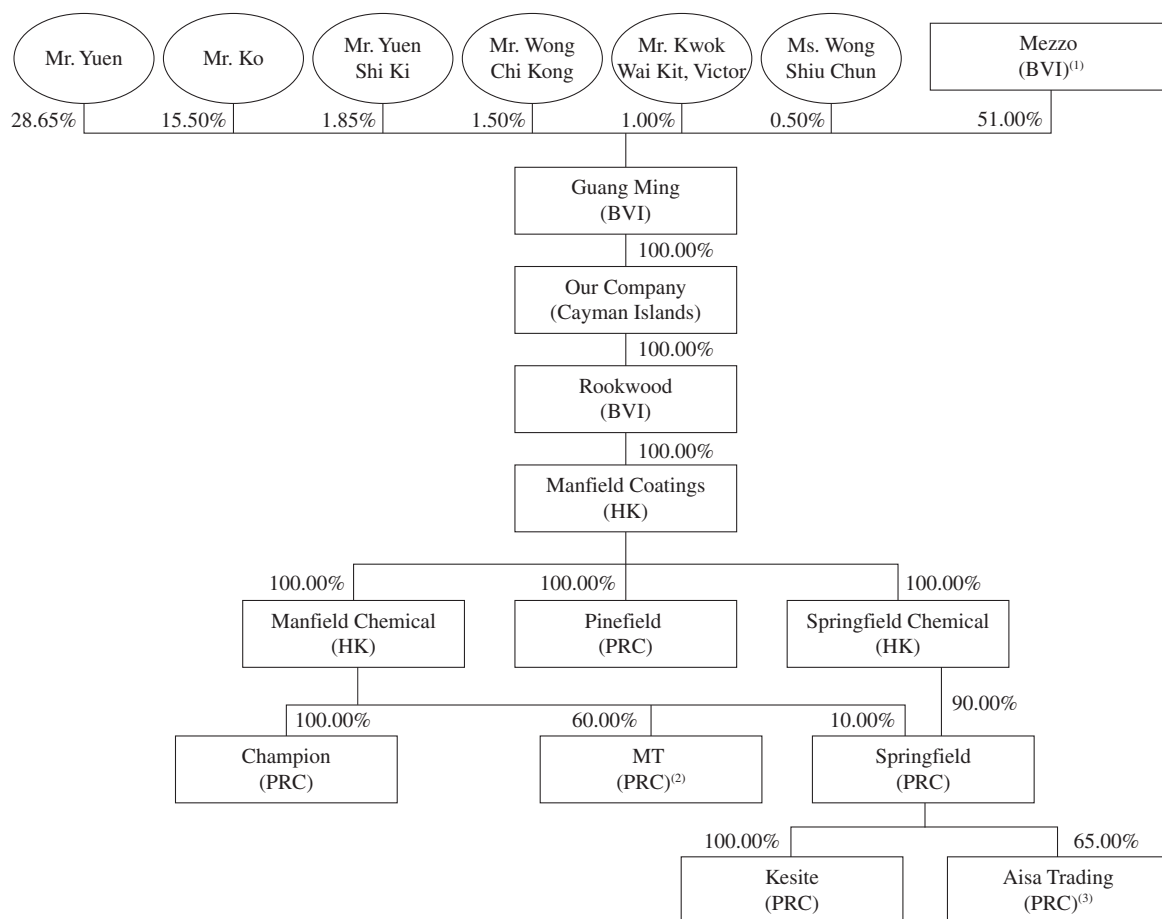 Mr. Yuen
Mr. Ko
Mr. Yuen
Shi Ki
Mr. Wong
Chi Kong
Mr. Kwok
Wai Kit, Victor
Ms. Wong
Shiu Chun
Mezzo
(BVI)(1)
28.65%
15.50%
1.85%
1.50%
1.00%
0.50%
51.00%
Guang Ming
(BVI)
100.00%
Our Company
(Cayman Islands)
100.00%
Rookwood
(BVI)
100.00%
Manfield Coatings
(HK)
100.00%
100.00%
100.00%
Manfield Chemical
(HK)
Pinefield
(PRC)
Springfield Chemical
(HK)
100.00%
60.00%
10.00%
90.00%
Champion
(PRC)
MT
(PRC)(2)
Springfield
(PRC)
100.00%
65.00%
Kesite
(PRC)
Aisa Trading
(PRC)(3)